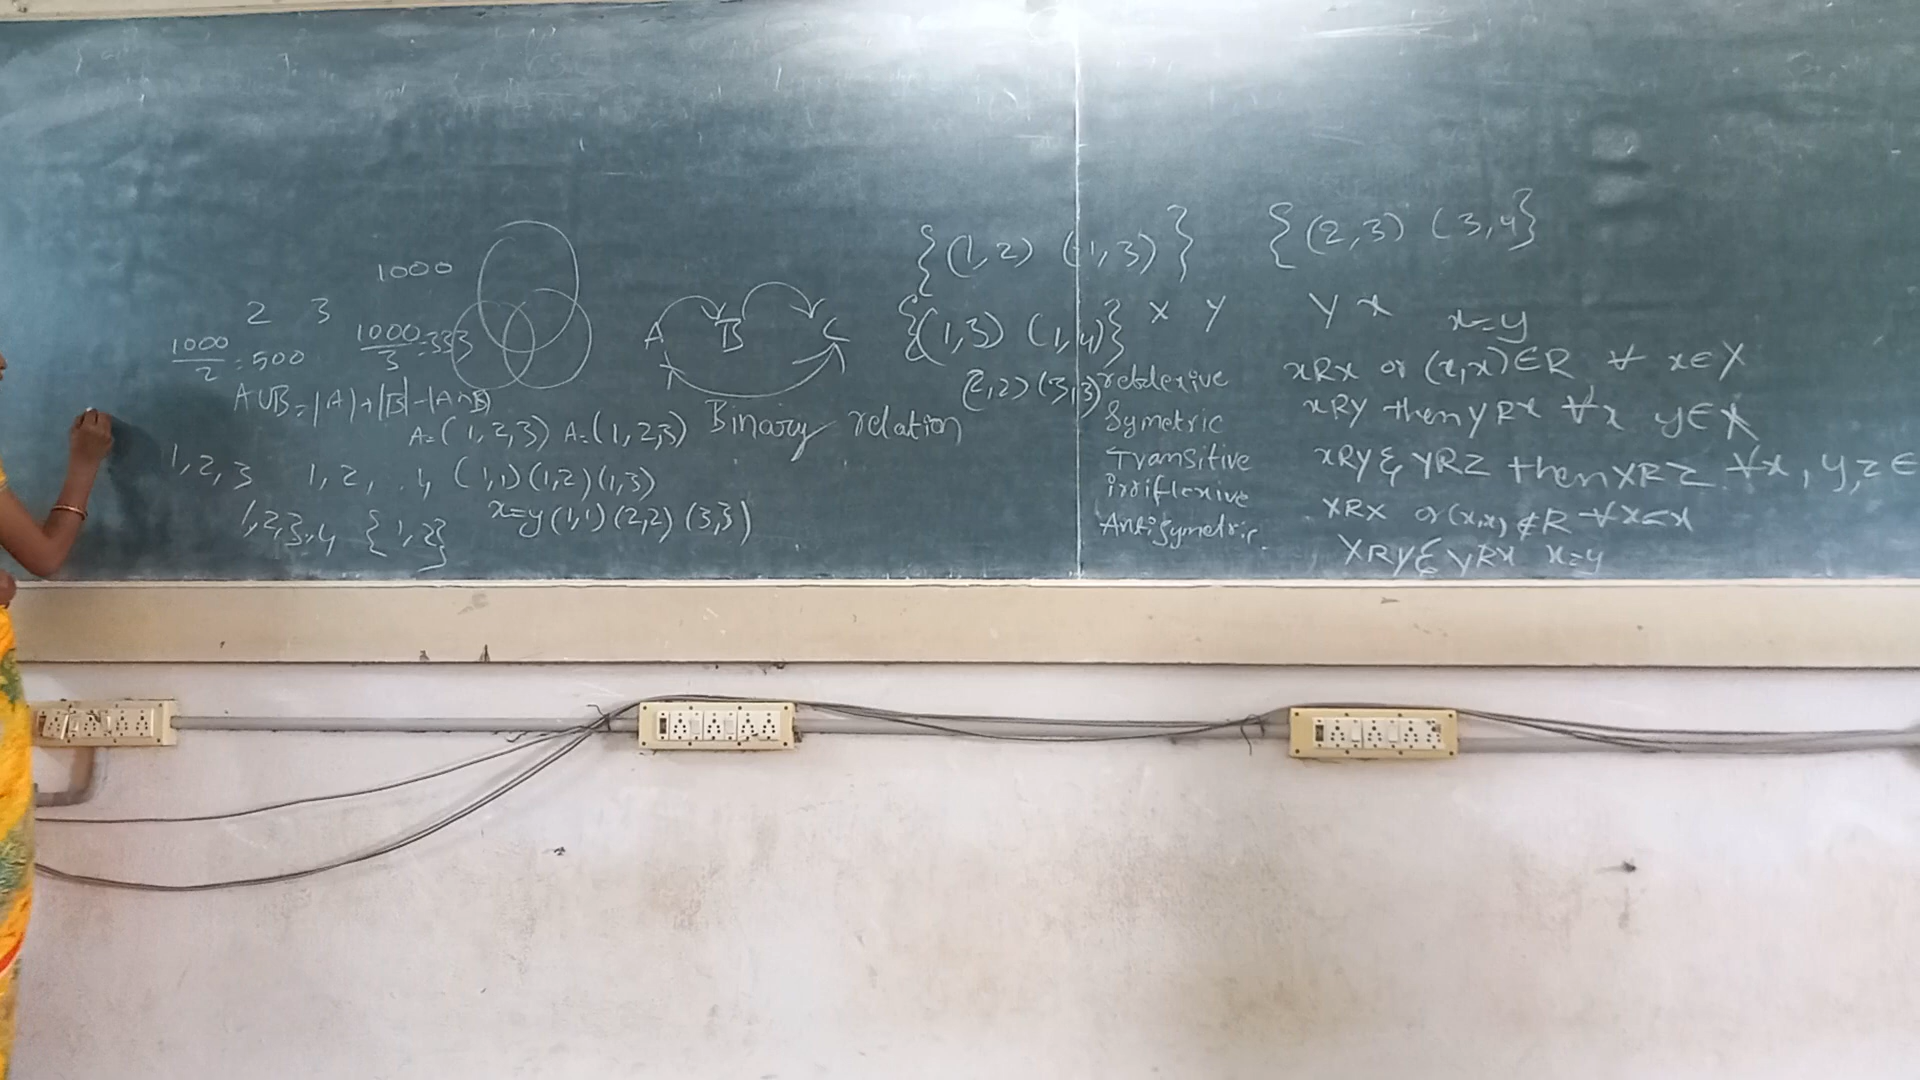 1000
2 3
1000/2 = 500
1000/3 = 333
AUB = |A| + |B| - |A∩B|
A B C
A = (1, 2, 3) A = (1, 2, 3) Binary relation
1, 2, 3 1, 2, . 4, (1,1) (1,2) (1,3)
1, 2, 3, 4 {1,2} x=y (1,1) (2,2) (3,3)
{(1,2) (1,3)} {(2,3) (3,4}
{(1,3) (1,4)} X Y Y x x=y
(2,2) (3,3) reblexive xRx or (x,x)∈R ∀ x∈X
Symetric xRy then yRx ∀x y∈X
Transitive xRy & yRz then xRz ∀x, y, z ∈
irriflexive XRX or (x,x) ∉R ∀x∈x
Antisymetric. XRy & yRx x=y